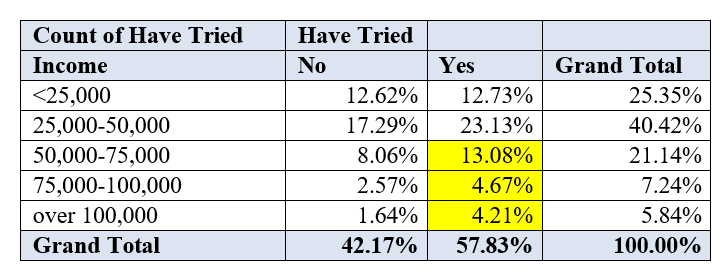 Count of Have Tried Have Tried
Income No Yes Grand Total
<25,000 12.62% 12.73% 25.35%
25,000-50,000 17.29% 23.13% 40.42%
50,000-75,000 8.06% 13.08% 21.14%
75,000-100,000 2.57% 4.67% 7.24%
over 100,000 1.64% 4.21% 5.84%
Grand Total 42.17% 57.83% 100.00%